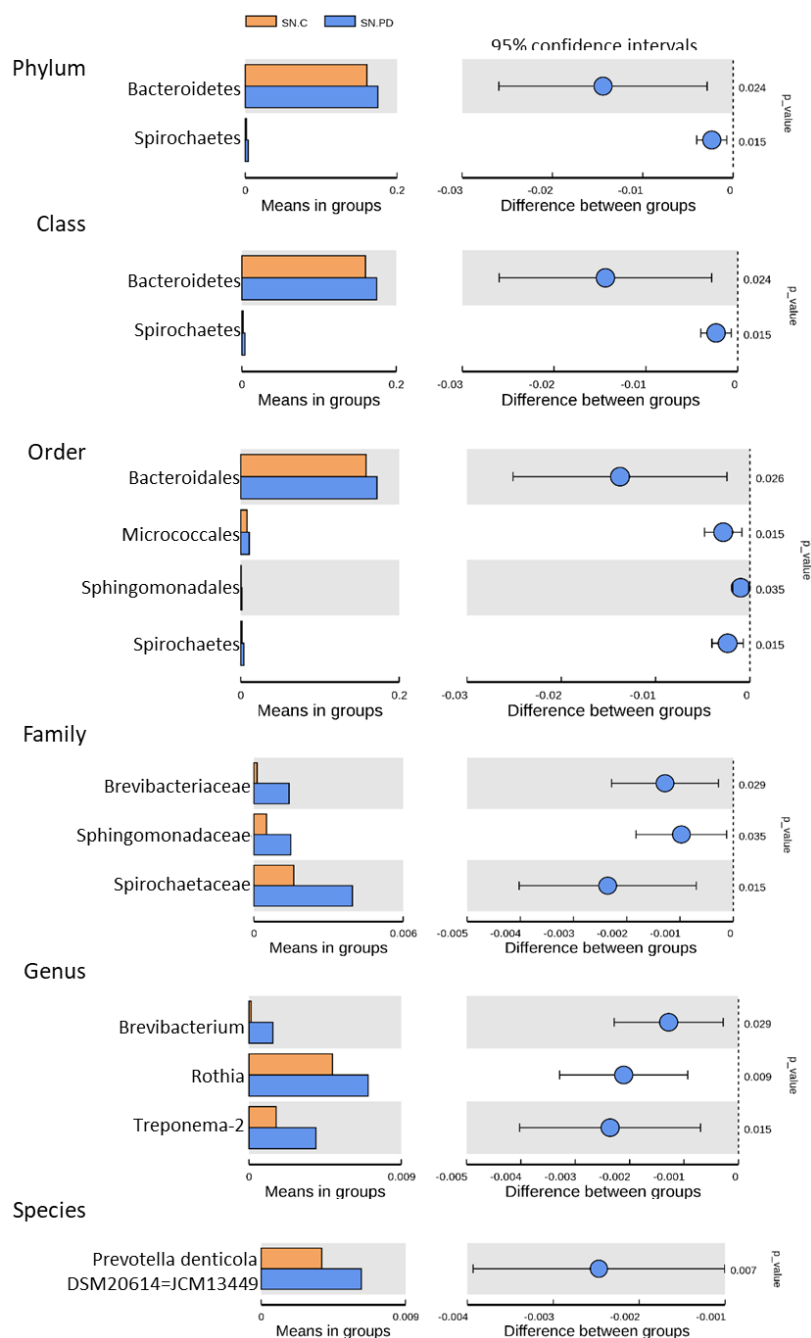 SN.C SN.PD
95% confidence intervals
Phylum
Bacteroidetes
0.024
Spirochaetes
0.015
p_value
0 0.2 -0.03 -0.02 -0.01 0
Means in groups Difference between groups
Class
Bacteroidetes
0.024
Spirochaetes
0.015
p_value
0 0.2 -0.03 -0.02 -0.01 0
Means in groups Difference between groups
Order
Bacteroidales
0.026
Micrococcales
0.015
Sphingomonadales
0.035
Spirochaetes
0.015
p_value
0 0.2 -0.03 -0.02 -0.01 0
Means in groups Difference between groups
Family
Brevibacteriaceae
0.029
Sphingomonadaceae
0.035
Spirochaetaceae
0.015
p_value
0 0.006 -0.005 -0.004 -0.003 -0.002 -0.001 0
Means in groups Difference between groups
Genus
Brevibacterium
0.029
Rothia
0.009
Treponema-2
0.015
p_value
0 0.009 -0.005 -0.004 -0.003 -0.002 -0.001 0
Means in groups Difference between groups
Species
Prevotella denticola
DSM20614=JCM13449
0.007
p_value
0 0.009 -0.004 -0.003 -0.002 -0.001
Means in groups Difference between groups